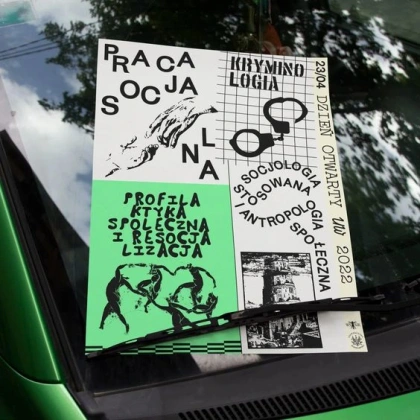 PRACA
SOCJA
L
NA
KRYMINO
LOGIA
SOCJOLOGIA
STOSOWANA
I ANTROPOLOGIA
SPOŁECZNA
PROFILA
KTYKA
SPOŁECZNA
I RESOCJA
LIZACJA
23/04 DZIEŃ OTWARTY UW 2022